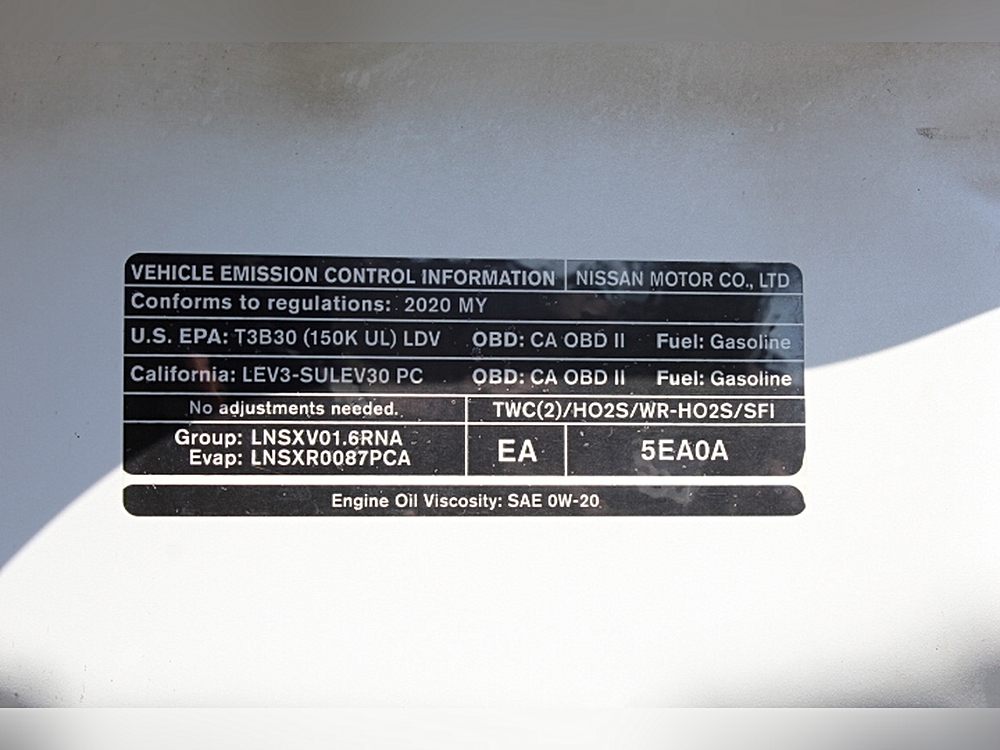 VEHICLE EMISSION CONTROL INFORMATION NISSAN MOTOR CO., LTD
Conforms to regulations: 2020 MY
U.S. EPA: T3B30 (150K UL) LDV OBD: CA OBD II Fuel: Gasoline
California: LEV3-SULEV30 PC OBD: CA OBD II Fuel: Gasoline
No adjustments needed. TWC(2)/HO2S/WR-HO2S/SFI
Group: LNSXV01.6RNA
Evap: LNSXR0087PCA
EA 5EA0A
Engine Oil Viscosity: SAE 0W-20